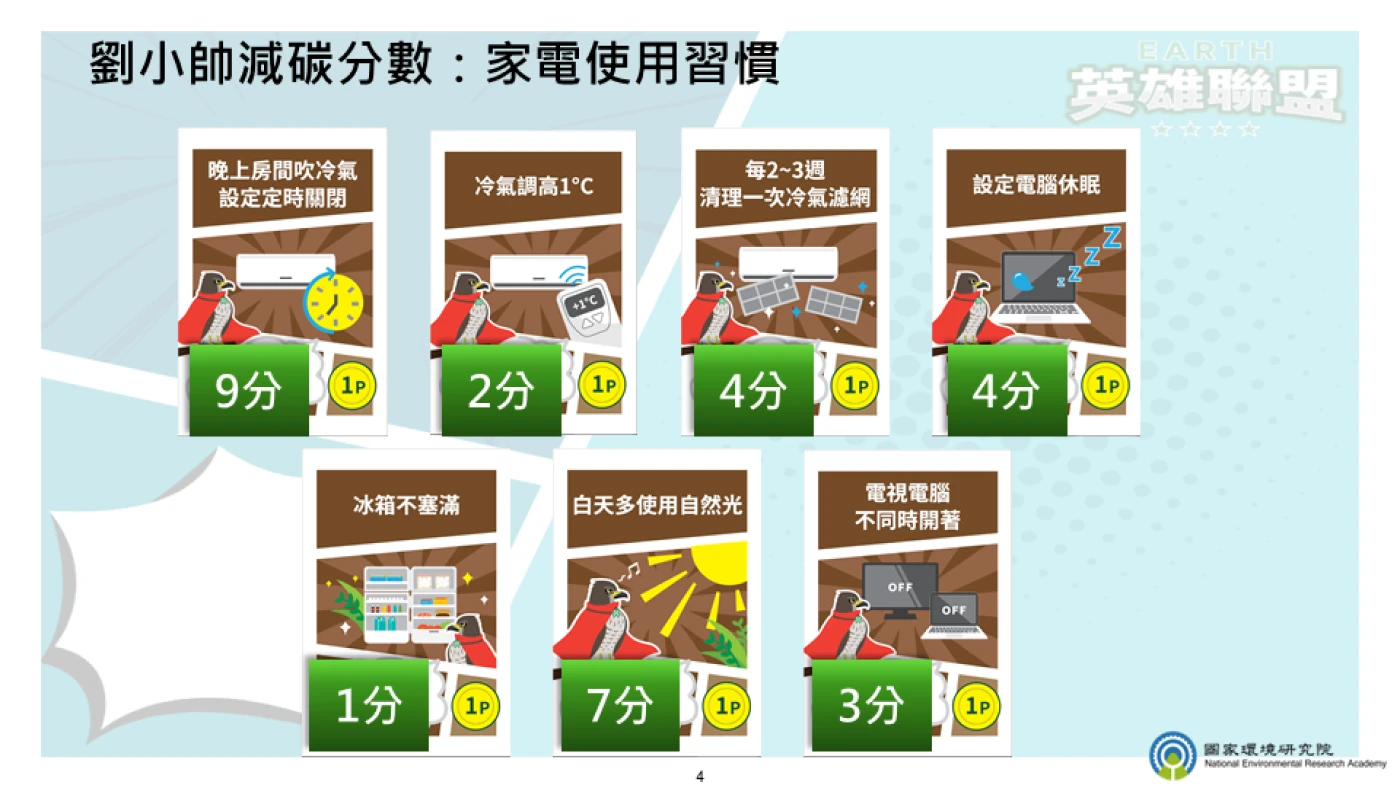 劉小帥減碳分數：家電使用習慣
EARTH
英雄聯盟
晚上房間吹冷氣
設定定時關閉
9分
1P
冷氣調高1°C
+1°C
2分
1P
每2~3週
清理一次冷氣濾網
4分
1P
設定電腦休眠
z z Z Z
4分
1P
冰箱不塞滿
1分
1P
白天多使用自然光
7分
1P
電視電腦
不同時開著
OFF
OFF
3分
1P
國家環境研究院
National Environmental Research Academy
4